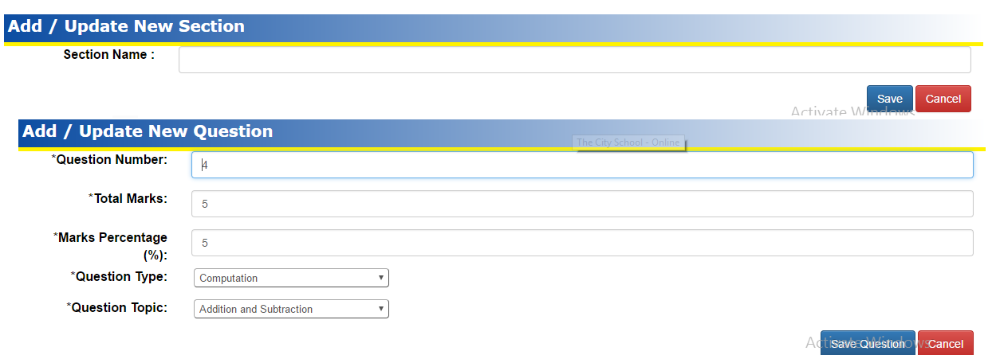 Add / Update New Section
Section Name :
Save Cancel
Activate Windows
Add / Update New Question
The City School - Online
*Question Number: 4
*Total Marks: 5
*Marks Percentage
(%): 5
*Question Type: Computation
*Question Topic: Addition and Subtraction
Activate Windows
Save Question Cancel